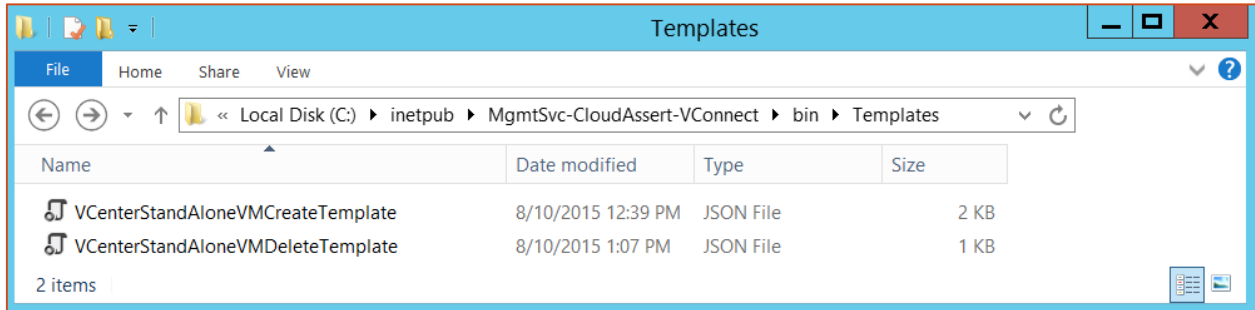 Templates
File Home Share View
« Local Disk (C:) inetpub MgmtSvc-CloudAssert-VConnect bin Templates
Name Date modified Type Size
VCenterStandAloneVMCreateTemplate 8/10/2015 12:39 PM JSON File 2 KB
VCenterStandAloneVMDeleteTemplate 8/10/2015 1:07 PM JSON File 1 KB
2 items